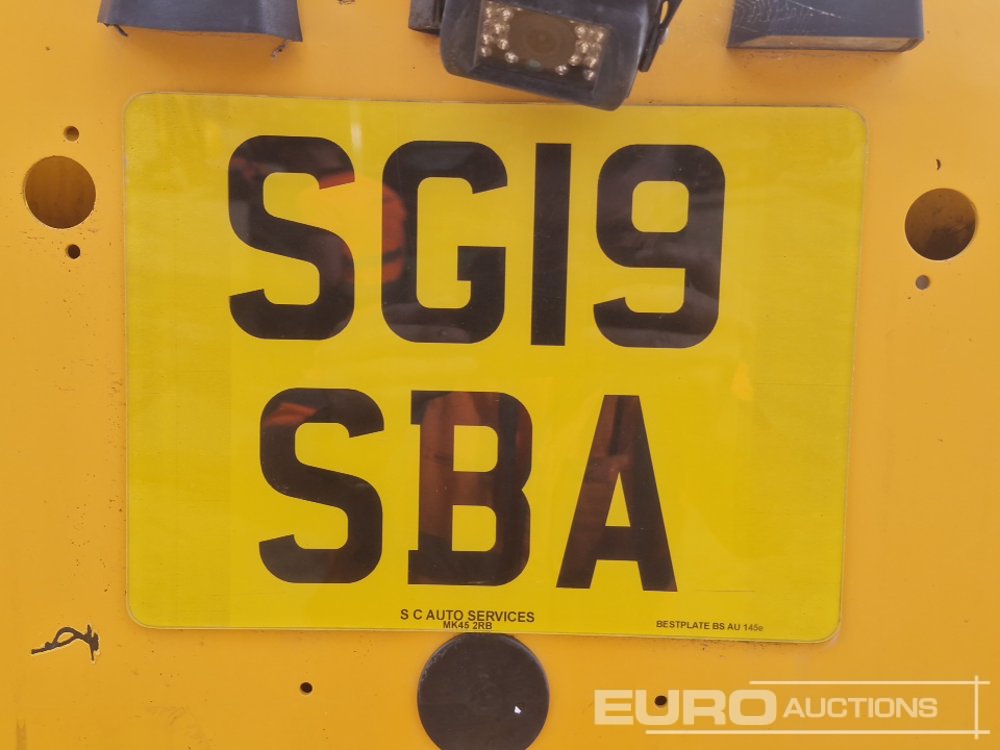 SG19
SBA
S C AUTO SERVICES
MK45 2RB
BESTPLATE BS AU 145e
EURO AUCTIONS